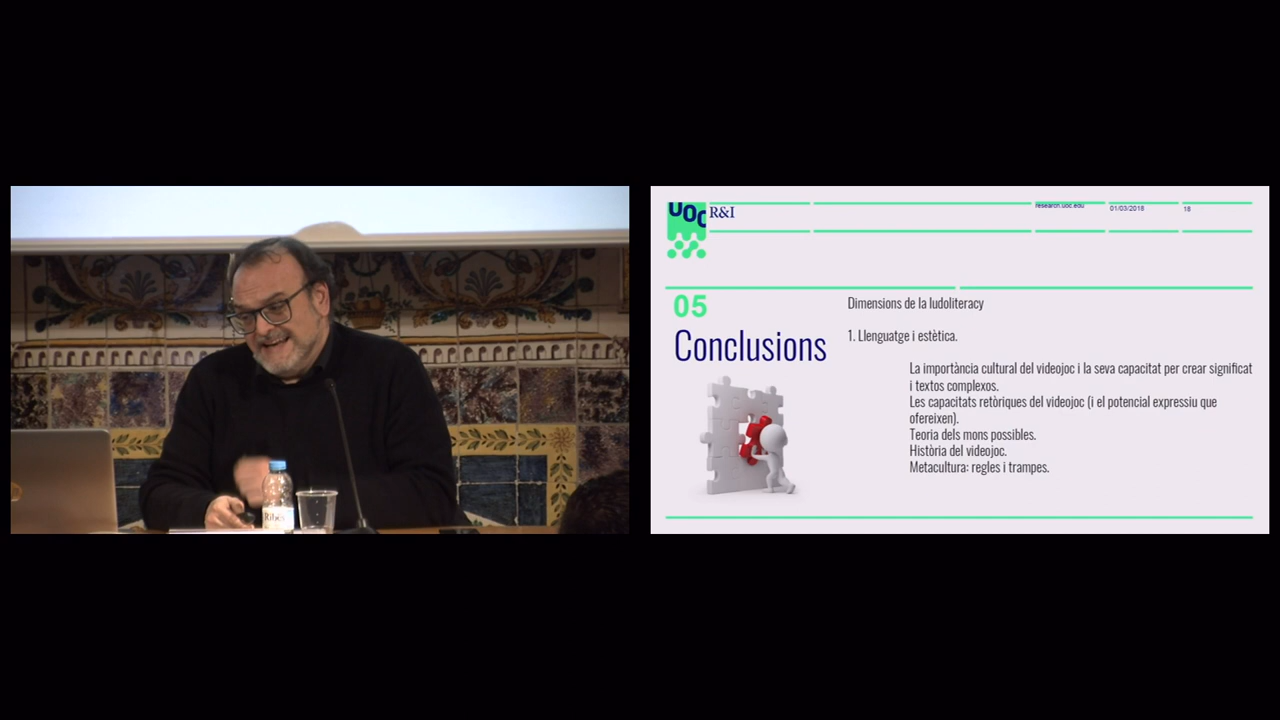 UOC
R&I
research.uoc.edu
01/03/2018
18
05
Conclusions
Dimensions de la ludoliteracy
1. Llenguatge i estètica.
La importància cultural del videojoc i la seva capacitat per crear significat
i textos complexos.
Les capacitats retòriques del videojoc (i el potencial expressiu que
ofereixen).
Teoria dels mons possibles.
Història del videojoc.
Metacultura: regles i trampes.
Ribes